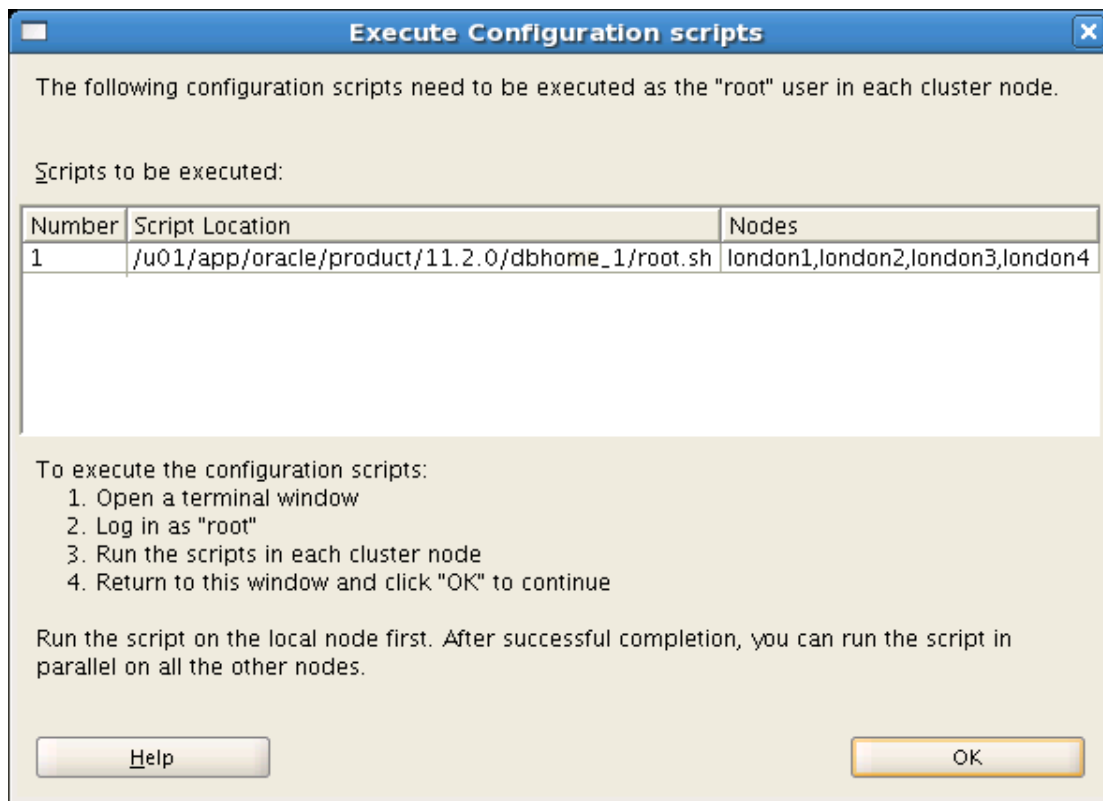 Execute Configuration scripts
The following configuration scripts need to be executed as the "root" user in each cluster node.
Scripts to be executed:
Number Script Location Nodes
1 /u01/app/oracle/product/11.2.0/dbhome_1/root.sh london1,london2,london3,london4
To execute the configuration scripts:
1. Open a terminal window
2. Log in as "root"
3. Run the scripts in each cluster node
4. Return to this window and click "OK" to continue
Run the script on the local node first. After successful completion, you can run the script in
parallel on all the other nodes.
Help OK